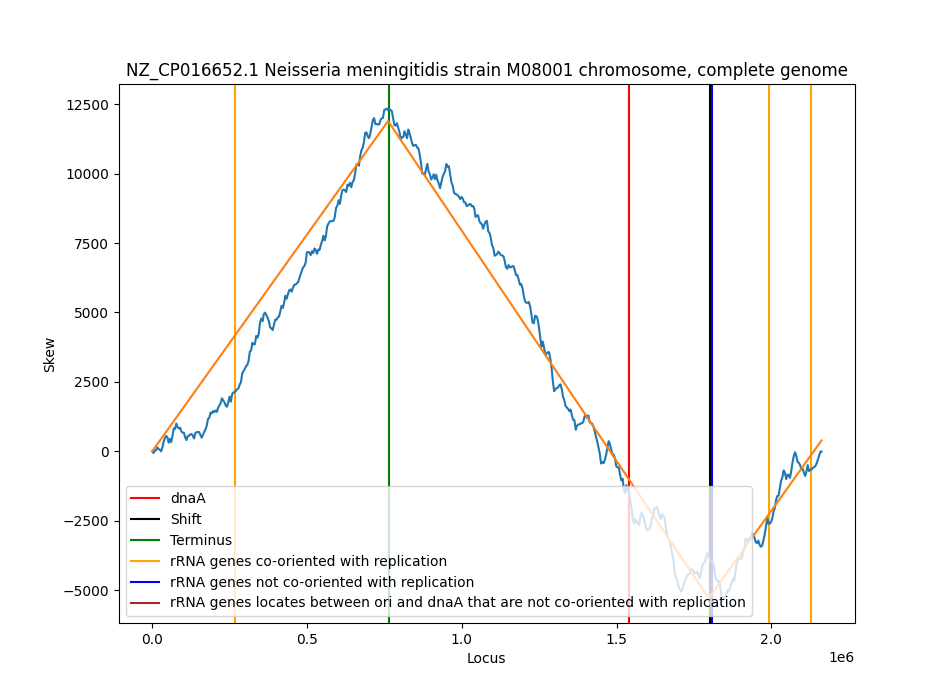 NZ_CP016652.1 Neisseria meningitidis strain M08001 chromosome, complete genome
12500
10000
7500
5000
2500
0
−2500
−5000
Skew
dnaA
Shift
Terminus
rRNA genes co-oriented with replication
rRNA genes not co-oriented with replication
rRNA genes locates between ori and dnaA that are not co-oriented with replication
0.0 0.5 1.0 1.5 2.0
1e6
Locus